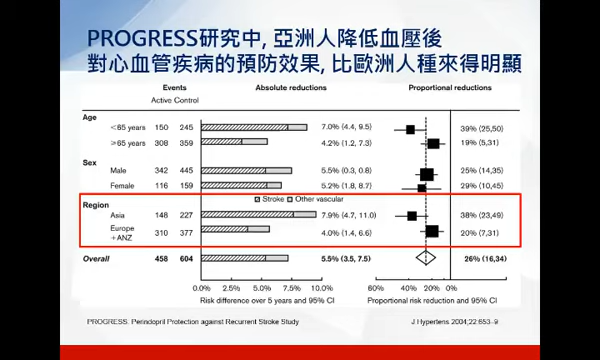 PROGRESS研究中, 亞洲人降低血壓後
對心血管疾病的預防效果, 比歐洲人種來得明顯
Events Absolute reductions Proportional reductions
Active Control
Age
<65 years 150 245 7.0% (4.4, 9.5) 39% (25,50)
≥65 years 308 359 4.2% (1.2, 7.3) 19% (5,31)
Sex
Male 342 445 5.5% (0.3, 0.8) 25% (14,35)
Female 116 159 5.2% (1.8, 8.7) 29% (10,45)
Region Stroke Other vascular
Asia 148 227 7.9% (4.7, 11.0) 38% (23,49)
Europe 310 377 4.0% (1.4, 6.6) 20% (7,31)
+ANZ
Overall 458 604 5.5% (3.5, 7.5) 26% (16,34)
0.0% 2.5% 5.0% 7.5% 10.0% 60% 40% 20% 0%
Risk difference over 5 years and 95% CI Proportional risk reduction and 95% CI
PROGRESS: Perindopril Protection against Recurrent Stroke Study J Hypertens 2004;22:653-9